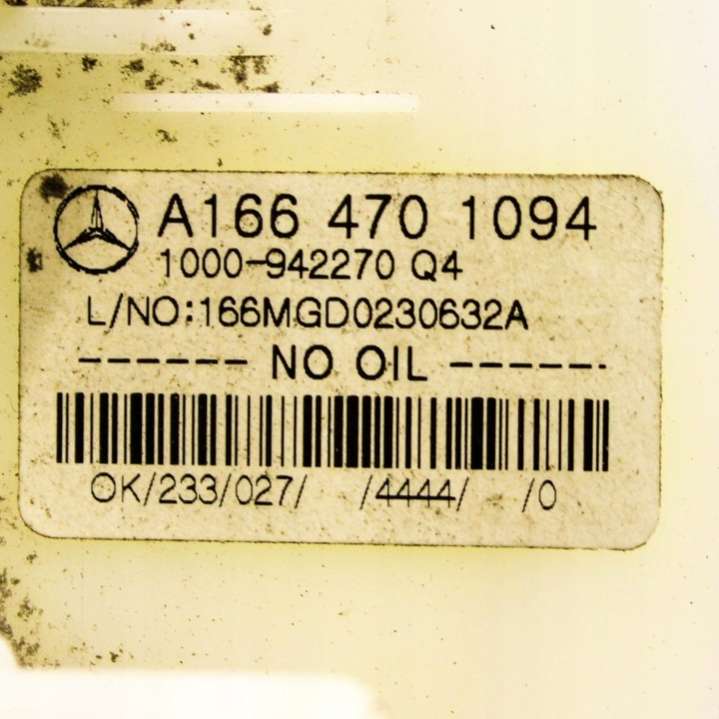 A166 470 1094
1000-942270 Q4
L/NO:166MGD0230632A
------ NO OIL ------
OK/233/027/ /4444/ /0